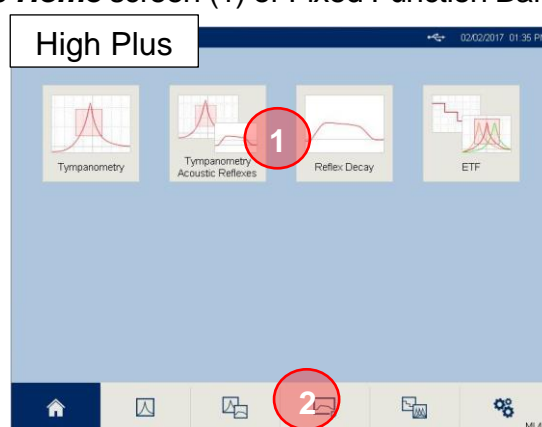 Home screen (1) or Fixed Function Bar
High Plus
02/02/2017 01:35 PM
1
Tympanometry
Tympanometry
Acoustic Reflexes
Reflex Decay
ETF
2